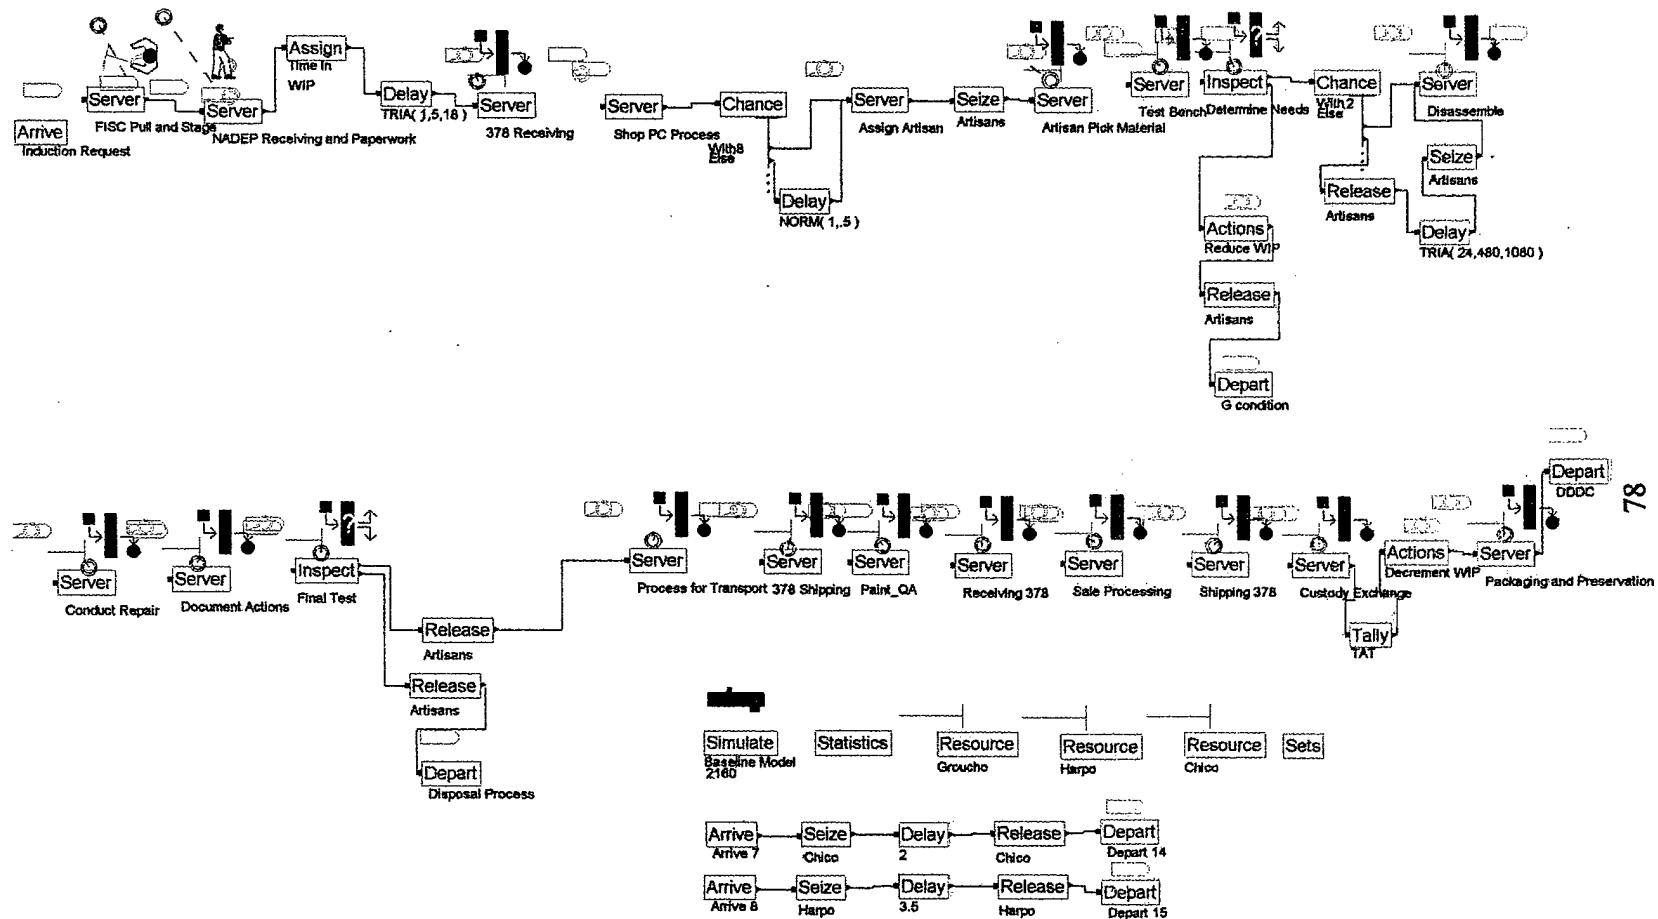 Arrive
Induction Request
Server
FISC Pull and Stage
Server
NADEP Receiving and Paperwork
Assign
Time In
WIP
Delay
TRIA( 1,5,18 )
Server
378 Receiving
Server
Shop PC Process
Chance
With8
Else
Delay
NORM( 1,.5 )
Server
Assign Artisan
Seize
Artisans
Server
Artisan Pick Material
Server
Test Bench
Inspect
Determine Needs
Chance
With2
Else
Server
Disassemble
Seize
Artisans
Release
Artisans
Delay
TRIA( 24,480,1080 )
Actions
Reduce WIP
Release
Artisans
Depart
G condition
Server
Conduct Repair
Server
Document Actions
Inspect
Final Test
Release
Artisans
Release
Artisans
Depart
Disposal Process
Server
Process for Transport
Server
378 Shipping
Server
Paint_QA
Server
Receiving 378
Server
Sale Processing
Server
Shipping 378
Server
Custody Exchange
Tally
TAT
Actions
Decrement WIP
Server
Packaging and Preservation
Depart
DDDC
78
Simulate
Baseline Model
2160
Statistics
Resource
Groucho
Resource
Harpo
Resource
Chico
Sets
Arrive
Arrive 7
Seize
Chico
Delay
2
Release
Chico
Depart
Depart 14
Arrive
Arrive 8
Seize
Harpo
Delay
3.5
Release
Harpo
Depart
Depart 15